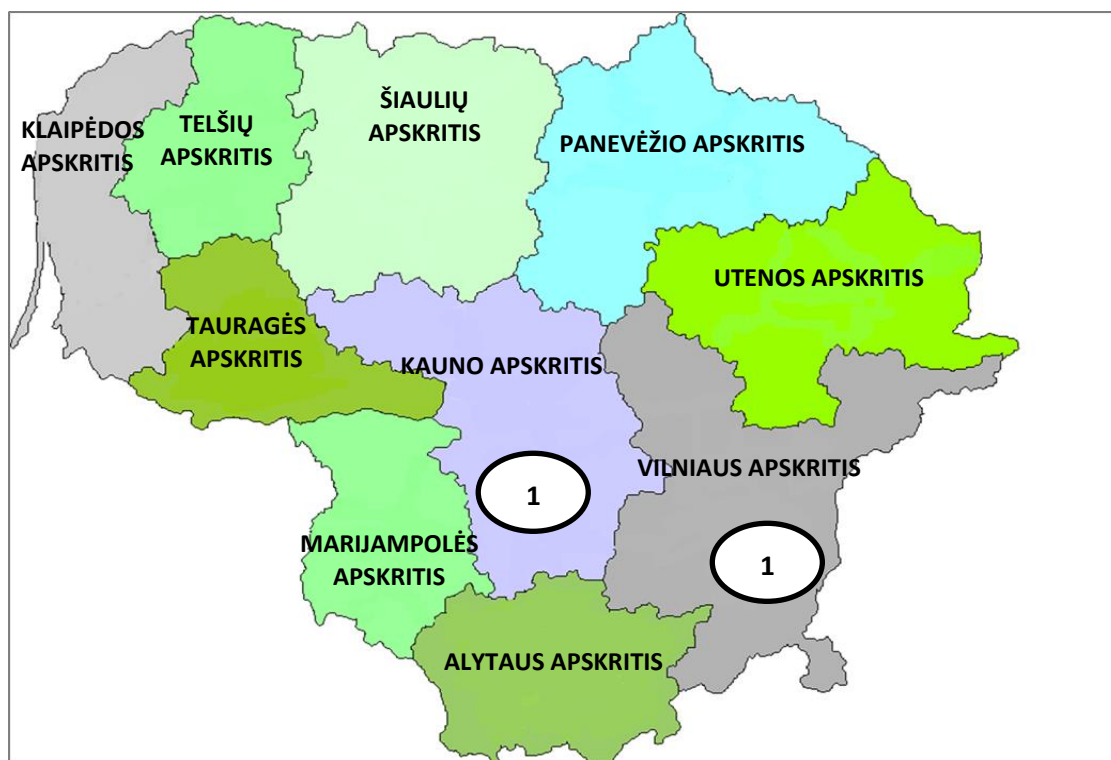 KLAIPĖDOS
APSKRITIS
TELŠIŲ
APSKRITIS
ŠIAULIŲ
APSKRITIS
PANEVĖŽIO APSKRITIS
UTENOS APSKRITIS
TAURAGĖS
APSKRITIS
KAUNO APSKRITIS
VILNIAUS APSKRITIS
1
1
MARIJAMPOLĖS
APSKRITIS
ALYTAUS APSKRITIS